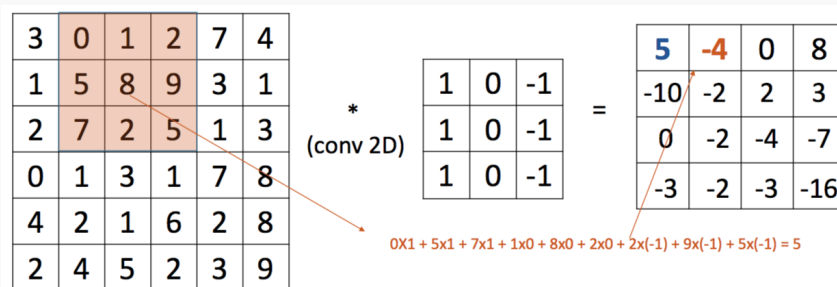 3 0 1 2 7 4
1 5 8 9 3 1
2 7 2 5 1 3
0 1 3 1 7 8
4 2 1 6 2 8
2 4 5 2 3 9
*
(conv 2D)
1 0 -1
1 0 -1
1 0 -1
=
5 -4 0 8
-10 -2 2 3
0 -2 -4 -7
-3 -2 -3 -16
0X1 + 5x1 + 7x1 + 1x0 + 8x0 + 2x0 + 2x(-1) + 9x(-1) + 5x(-1) = 5